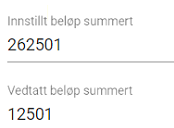 Innstillt beløp summert
262501
Vedtatt beløp summert
12501